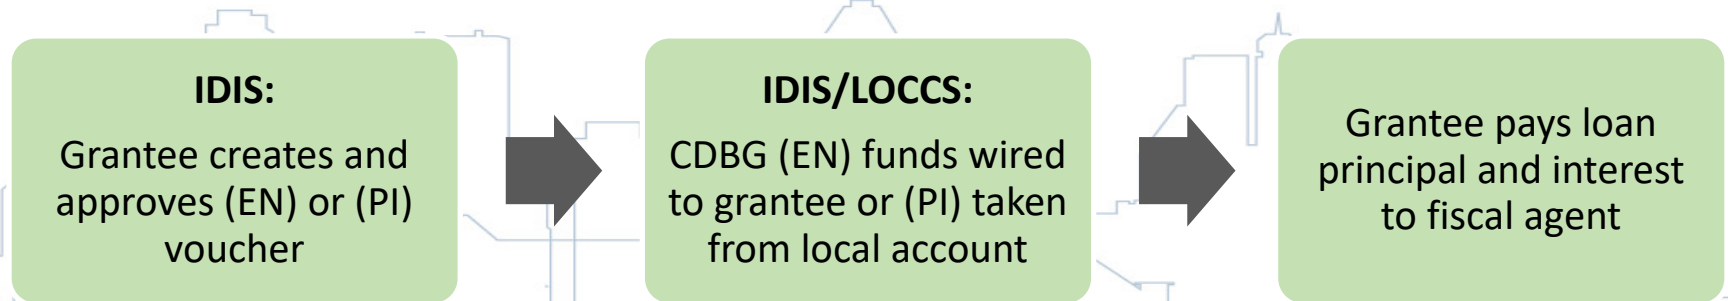 IDIS:
Grantee creates and
approves (EN) or (PI)
voucher
IDIS/LOCCS:
CDBG (EN) funds wired
to grantee or (PI) taken
from local account
Grantee pays loan
principal and interest
to fiscal agent